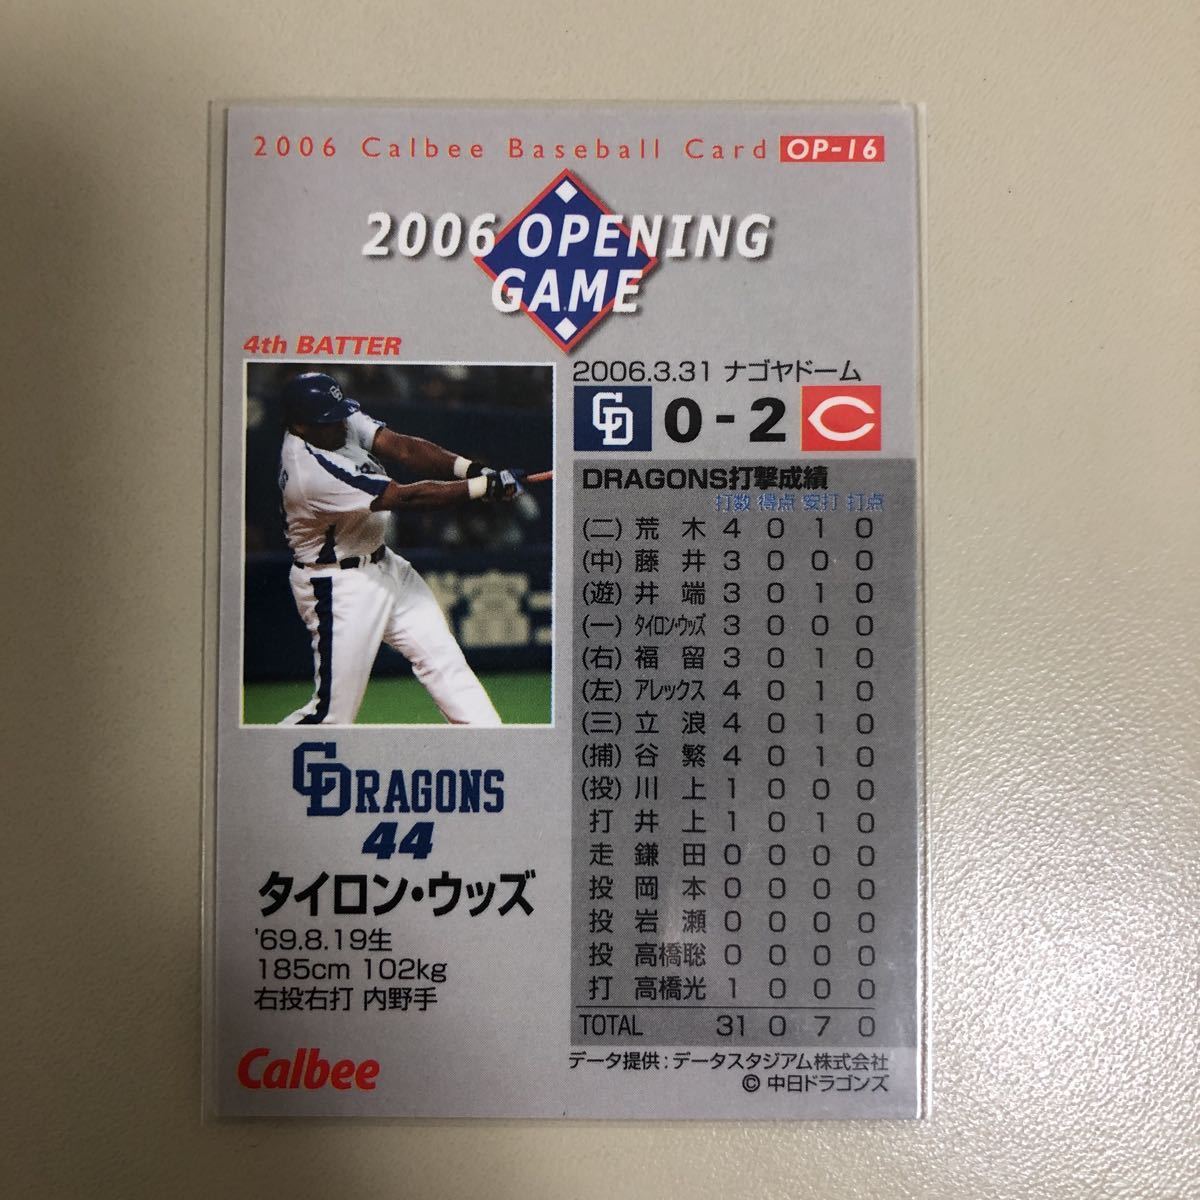 2006 Calbee Baseball Card OP-16
2006 OPENING
GAME
4th BATTER
2006.3.31 ナゴヤドーム
CD 0 - 2 C
DRAGONS打撃成績
打数 得点 安打 打点
(二) 荒木 4 0 1 0
(中) 藤井 3 0 0 0
(遊) 井端 3 0 1 0
(一) タイロン・ウッズ 3 0 0 0
(右) 福留 3 0 1 0
(左) アレックス 4 0 1 0
(三) 立浪 4 0 1 0
(捕) 谷繁 4 0 1 0
(投) 川上 1 0 0 0
打 井上 1 0 1 0
走 鎌田 0 0 0 0
投 岡本 0 0 0 0
投 岩瀬 0 0 0 0
投 高橋聡 0 0 0 0
打 高橋光 1 0 0 0
TOTAL 31 0 7 0
データ提供:データスタジアム株式会社
© 中日ドラゴンズ
DRAGONS
44
タイロン・ウッズ
'69.8.19生
185cm 102kg
右投右打 内野手
Calbee